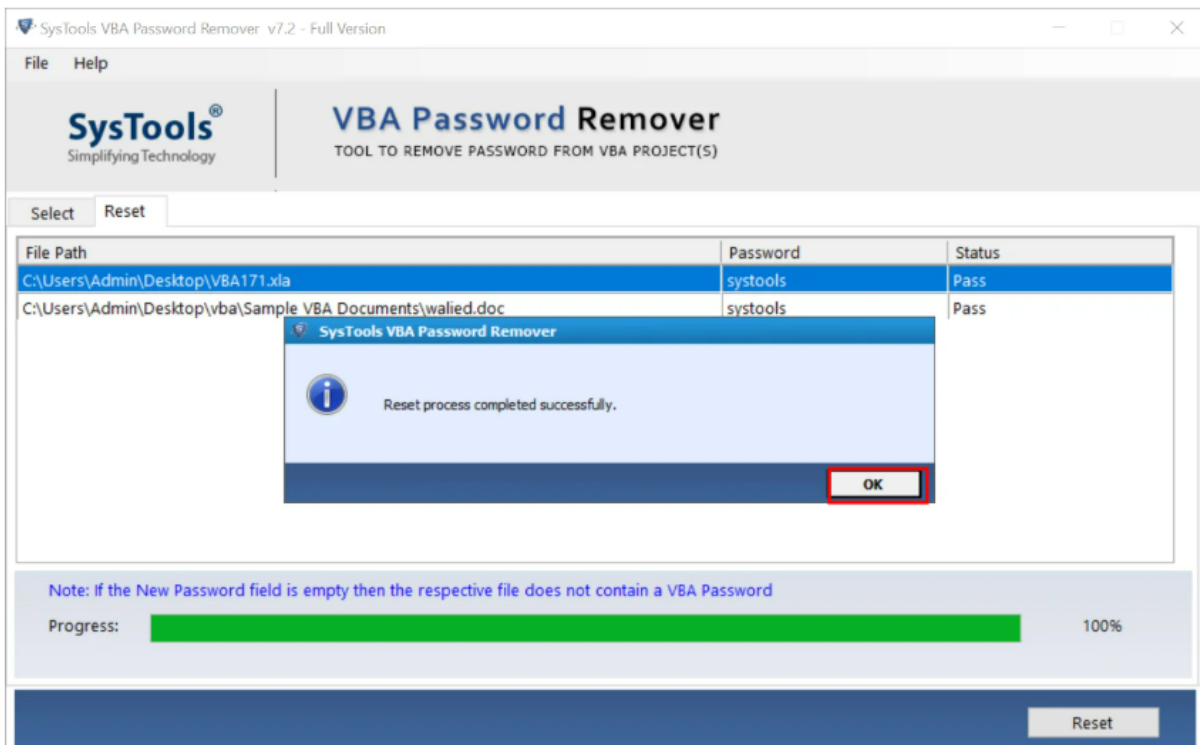 SysTools VBA Password Remover v7.2 - Full Version
File Help
SysTools®
Simplifying Technology
VBA Password Remover
TOOL TO REMOVE PASSWORD FROM VBA PROJECT(S)
Select Reset
File Path Password Status
C:\Users\Admin\Desktop\VBA171.xla systools Pass
C:\Users\Admin\Desktop\vba\Sample VBA Documents\walied.doc systools Pass
SysTools VBA Password Remover
Reset process completed successfully.
OK
Note: If the New Password field is empty then the respective file does not contain a VBA Password
Progress: 100%
Reset